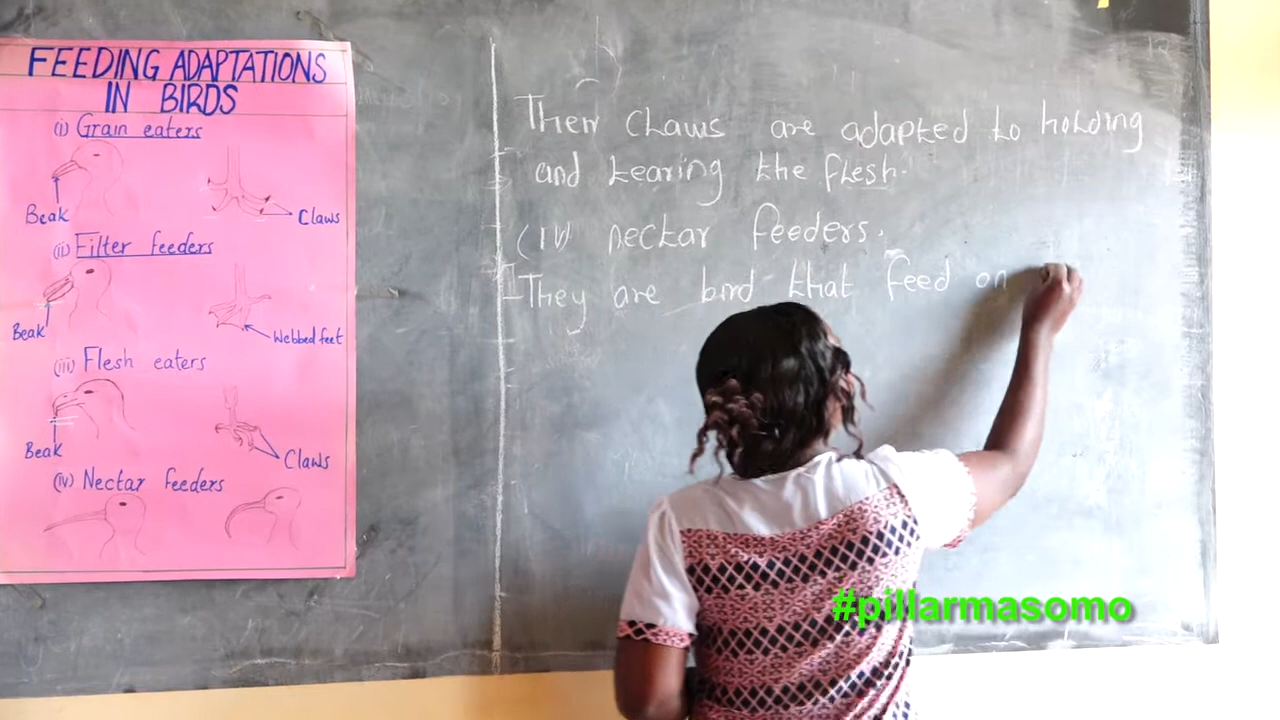 FEEDING ADAPTATIONS
IN BIRDS
(i) Grain eaters
Beak
Claws
(ii) Filter feeders
Beak
Webbed feet
(iii) Flesh eaters
Beak
Claws
(iv) Nectar feeders
Their Claws are adapted to holding
and tearing the flesh.
(iv) nectar feeders.
They are bird that feed on
#pillarmasomo